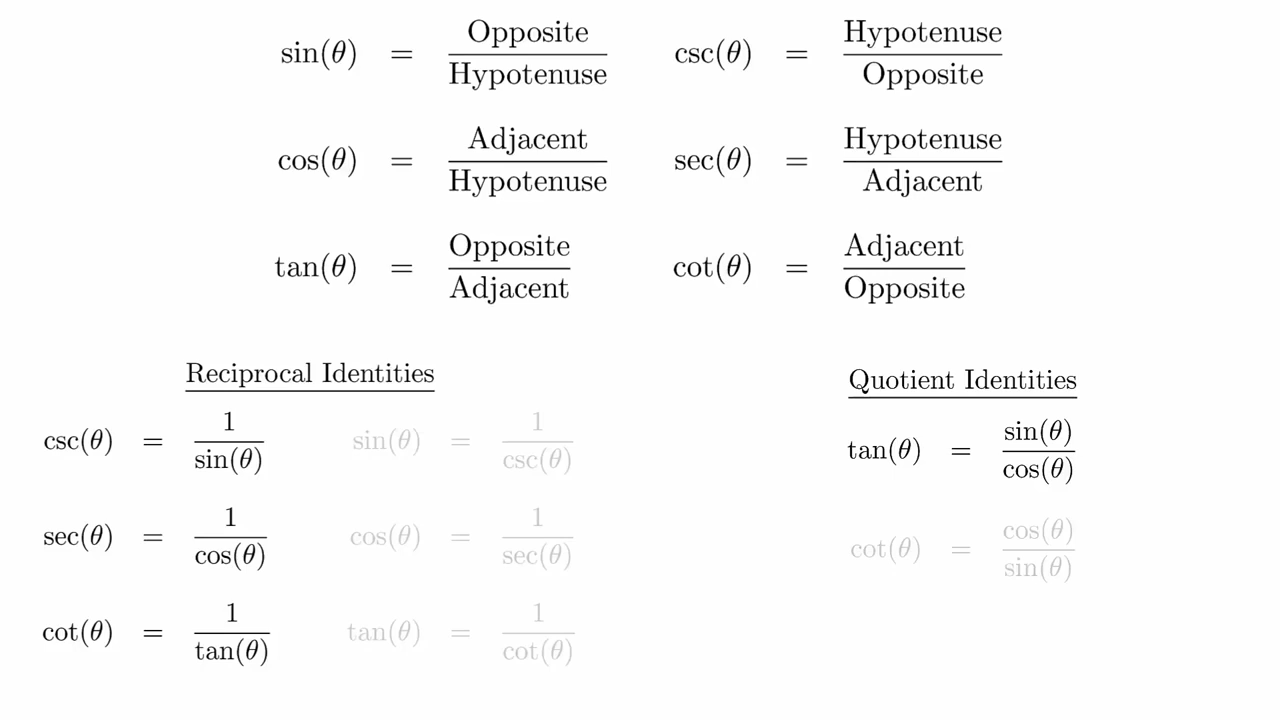 sin(θ) = Opposite/Hypotenuse csc(θ) = Hypotenuse/Opposite
cos(θ) = Adjacent/Hypotenuse sec(θ) = Hypotenuse/Adjacent
tan(θ) = Opposite/Adjacent cot(θ) = Adjacent/Opposite
Reciprocal Identities
csc(θ) = 1/sin(θ) sin(θ) = 1/csc(θ)
sec(θ) = 1/cos(θ) cos(θ) = 1/sec(θ)
cot(θ) = 1/tan(θ) tan(θ) = 1/cot(θ)
Quotient Identities
tan(θ) = sin(θ)/cos(θ)
cot(θ) = cos(θ)/sin(θ)